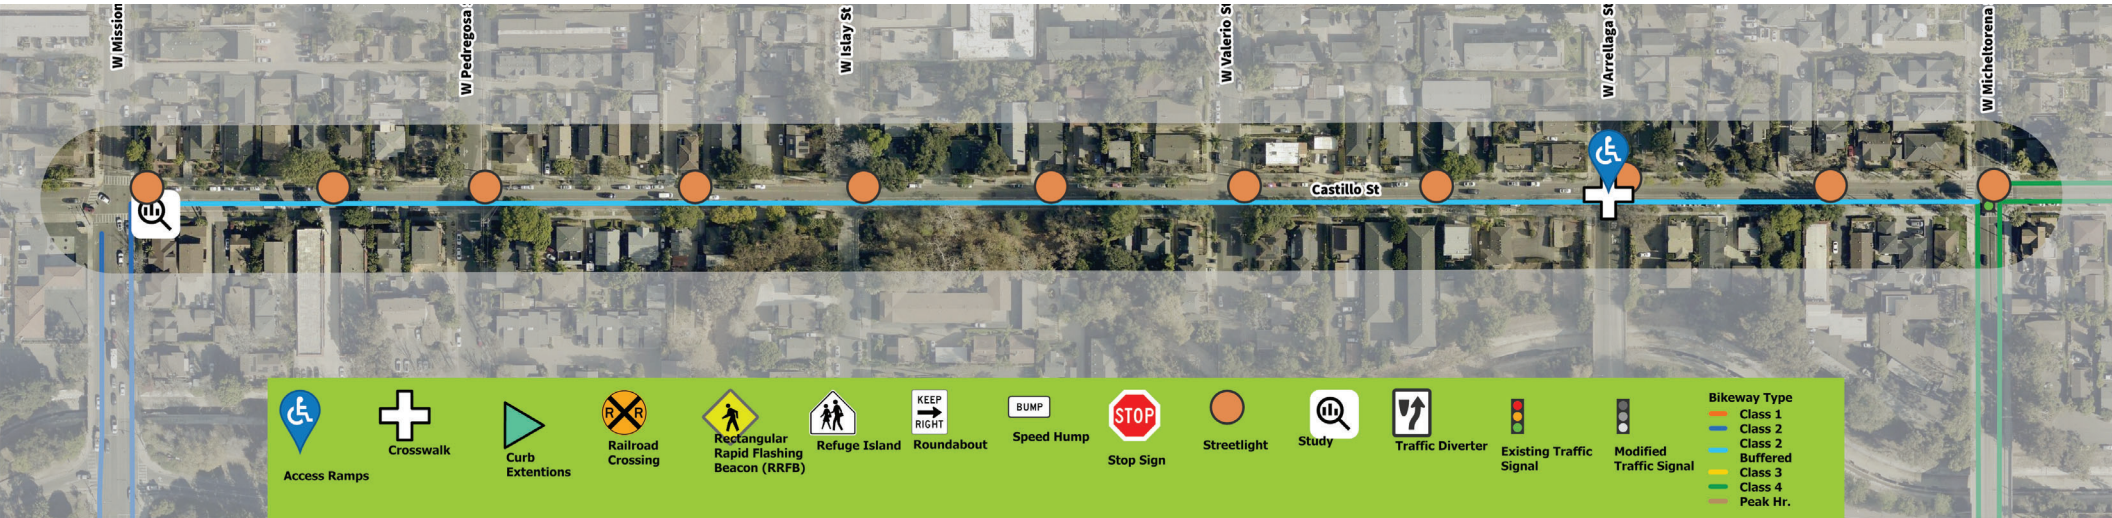 W Mission
W Pedregosa S
W Islay St
W Valerio St
W Arrellaga St
W Micheltorena
Castillo St
Access Ramps
Crosswalk
Curb
Extentions
R R
Railroad
Crossing
Rectangular
Rapid Flashing
Beacon (RRFB)
Refuge Island
KEEP
RIGHT
Roundabout
BUMP
Speed Hump
STOP
Stop Sign
Streetlight
Study
Traffic Diverter
Existing Traffic
Signal
Modified
Traffic Signal
Bikeway Type
Class 1
Class 2
Class 2
Buffered
Class 3
Class 4
Peak Hr.